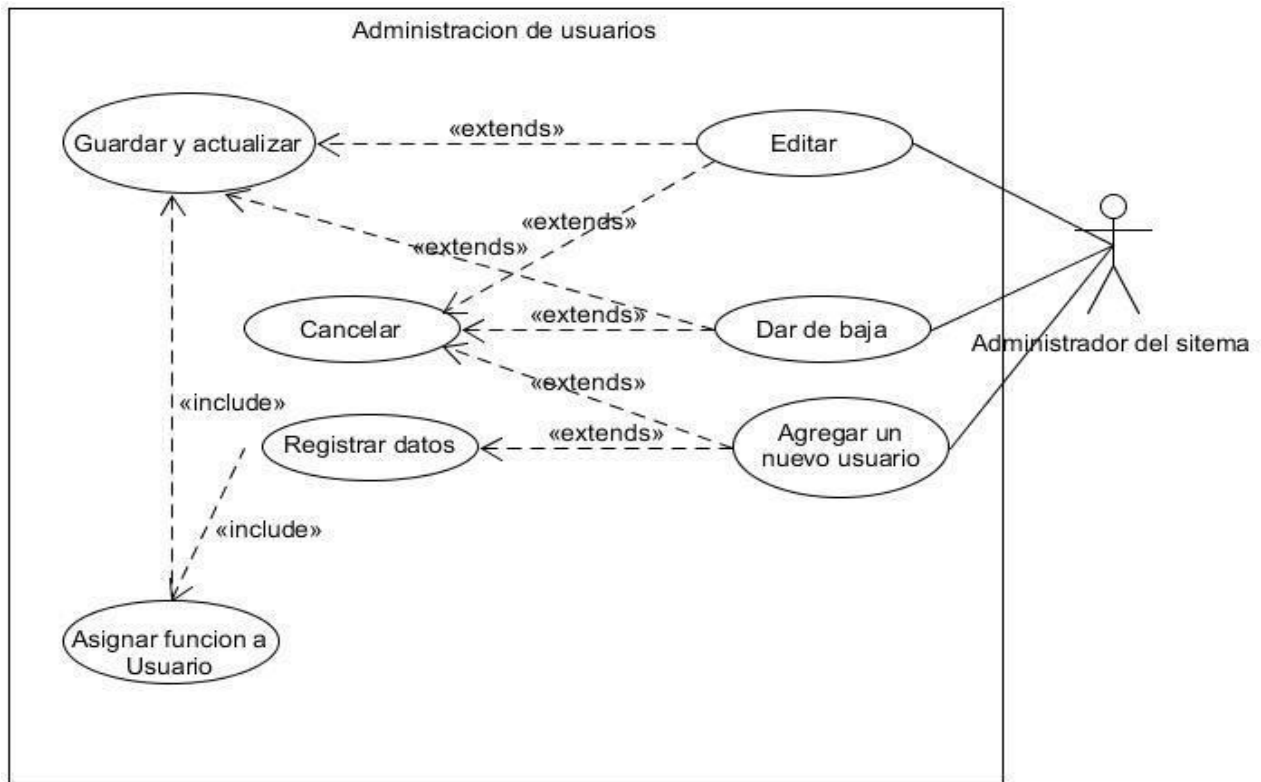 Administracion de usuarios
Guardar y actualizar
«extends»
Editar
«extends»
«extends»
Cancelar
«extends»
Dar de baja
Administrador del sitema
«extends»
«include»
Registrar datos
«extends»
Agregar un
nuevo usuario
«include»
Asignar funcion a
Usuario